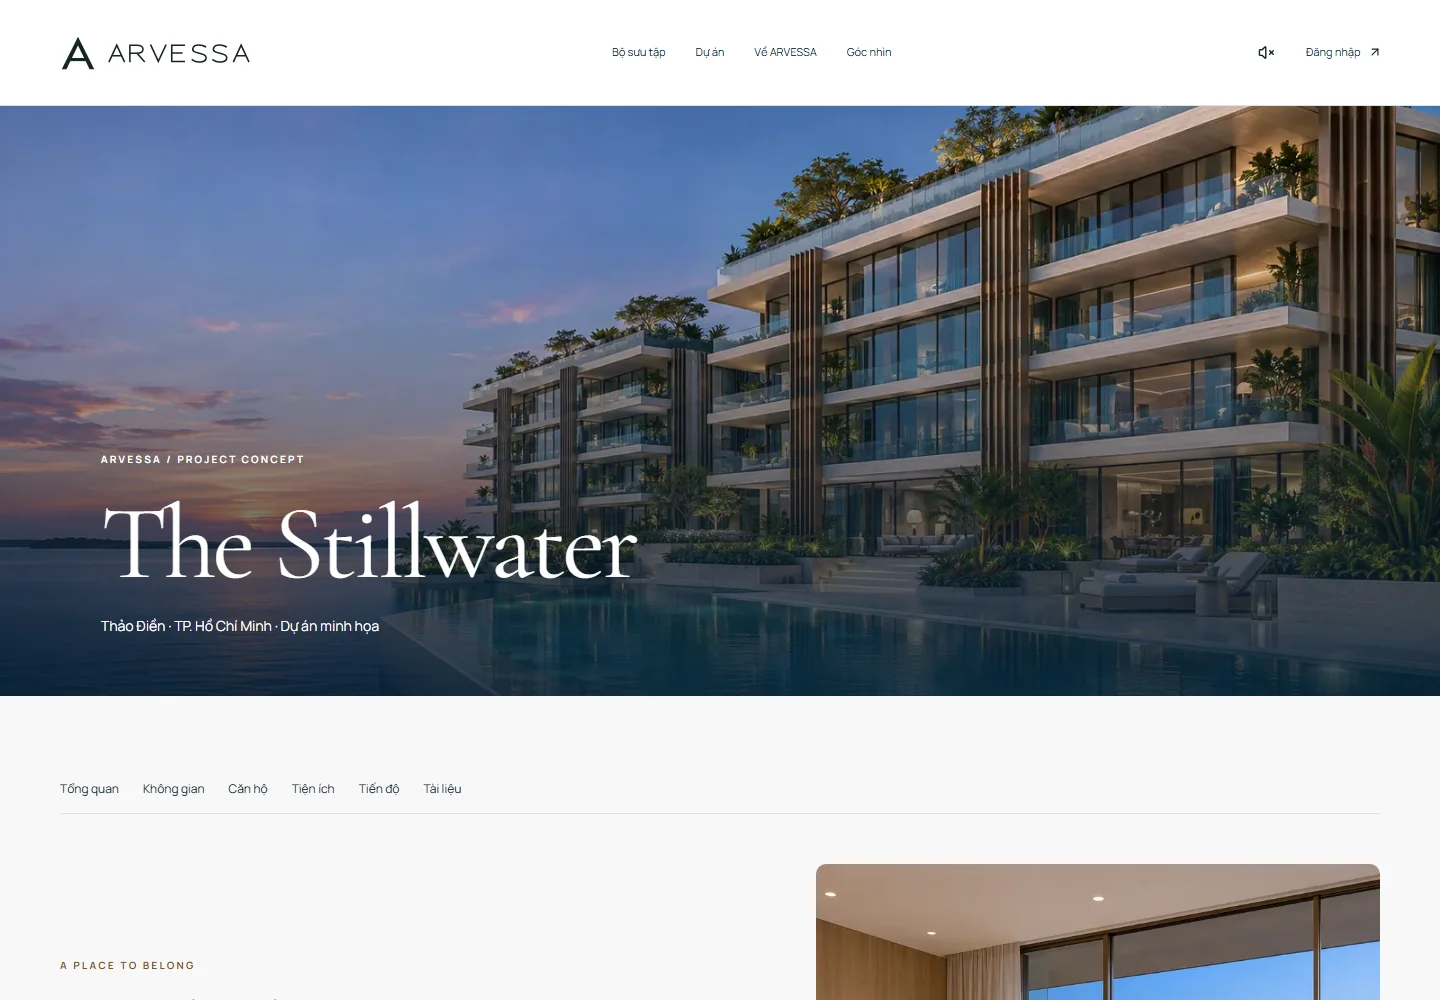 A ARVESSA
Bộ sưu tập Dự án Về ARVESSA Góc nhìn
Đăng nhập
ARVESSA / PROJECT CONCEPT
The Stillwater
Thảo Điền · TP. Hồ Chí Minh · Dự án minh họa
Tổng quan Không gian Căn hộ Tiện ích Tiến độ Tài liệu
A PLACE TO BELONG